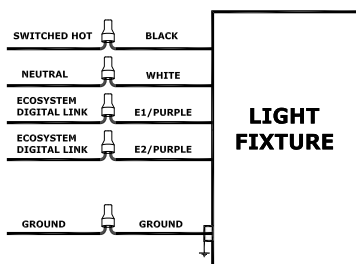 SWITCHED HOT BLACK
NEUTRAL WHITE
ECOSYSTEM
DIGITAL LINK E1/PURPLE
ECOSYSTEM
DIGITAL LINK E2/PURPLE
GROUND GROUND
LIGHT
FIXTURE